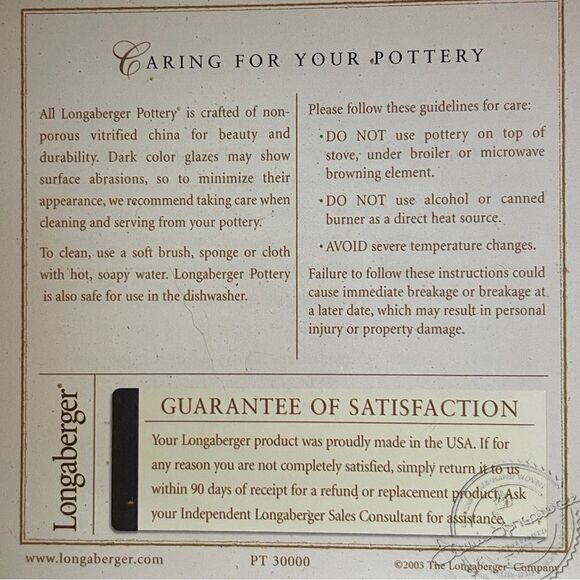 CARING FOR YOUR POTTERY
All Longaberger Pottery® is crafted of non-
porous vitrified china for beauty and
durability. Dark color glazes may show
surface abrasions, so to minimize their
appearance, we recommend taking care when
cleaning and serving from your pottery.
To clean, use a soft brush, sponge or cloth
with hot, soapy water. Longaberger Pottery
is also safe for use in the dishwasher.
Please follow these guidelines for care:
•DO NOT use pottery on top of
stove, under broiler or microwave
browning element.
•DO NOT use alcohol or canned
burner as a direct heat source.
•AVOID severe temperature changes.
Failure to follow these instructions could
cause immediate breakage or breakage at
a later date, which may result in personal
injury or property damage.
Longaberger®
GUARANTEE OF SATISFACTION
Your Longaberger product was proudly made in the USA. If for
any reason you are not completely satisfied, simply return it to us
within 90 days of receipt for a refund or replacement product. Ask
your Independent Longaberger Sales Consultant for assistance.
www.longaberger.com
PT 30000
©2003 The Longaberger® Company